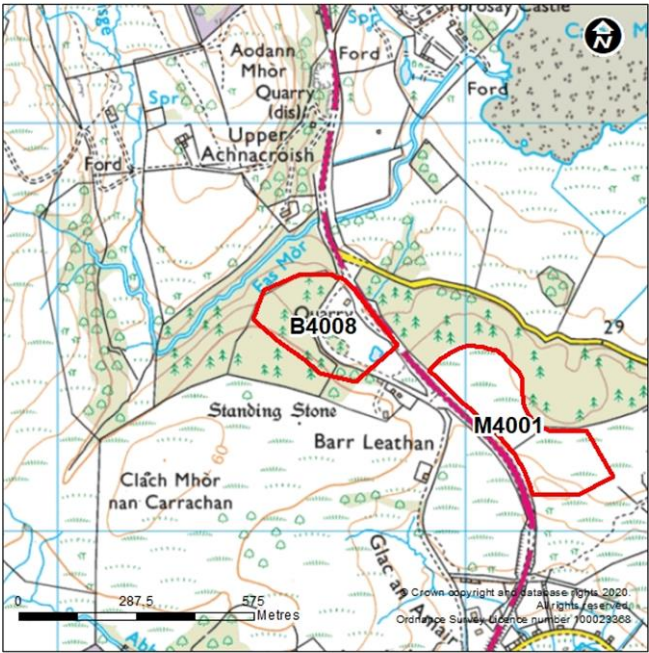 Spr
Torosay Castle
N
Aodann
Mhòr
Quarry
(dis)
Ford
Ford
Spr
Upper
Achnacroish
Ford
Eas Mòr
Quarry
B4008
29
M4001
Standing Stone
Barr Leathan
60
Clach Mhòr
nan Carrachan
Glac an
0 287.5 575
Metres
© Crown copyright and database rights 2020.
All rights reserved.
Ordnance Survey Licence number 100023368